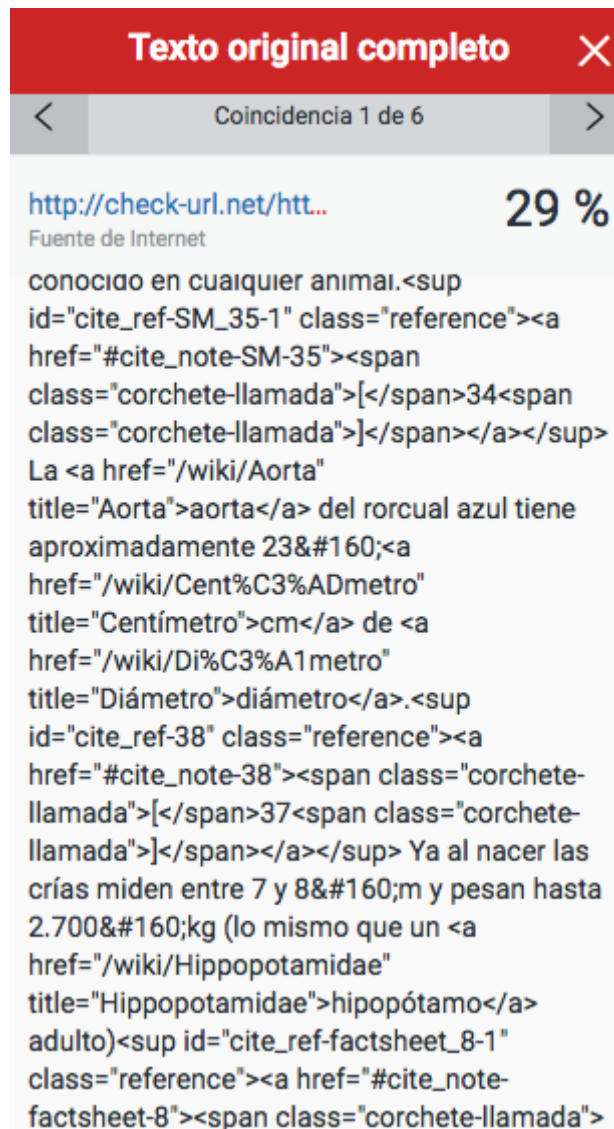 Texto original completo
Coincidencia 1 de 6
http://check-url.net/htt...
29 %
Fuente de Internet
conocido en cualquier animal.<sup
id="cite_ref-SM_35-1" class="reference"><a
href="#cite_note-SM-35"><span
class="corchete-llamada">[</span>34<span
class="corchete-llamada">]</span></a></sup>
La <a href="/wiki/Aorta"
title="Aorta">aorta</a> del rorcual azul tiene
aproximadamente 23&#160;<a
href="/wiki/Cent%C3%ADmetro"
title="Centímetro">cm</a> de <a
href="/wiki/Di%C3%A1metro"
title="Diámetro">diámetro</a>.<sup
id="cite_ref-38" class="reference"><a
href="#cite_note-38"><span class="corchete-
llamada">[</span>37<span class="corchete-
llamada">]</span></a></sup> Ya al nacer las
crías miden entre 7 y 8&#160;m y pesan hasta
2.700&#160;kg (lo mismo que un <a
href="/wiki/Hippopotamidae"
title="Hippopotamidae">hipopótamo</a>
adulto)<sup id="cite_ref-factsheet_8-1"
class="reference"><a href="#cite_note-
factsheet-8"><span class="corchete-llamada">